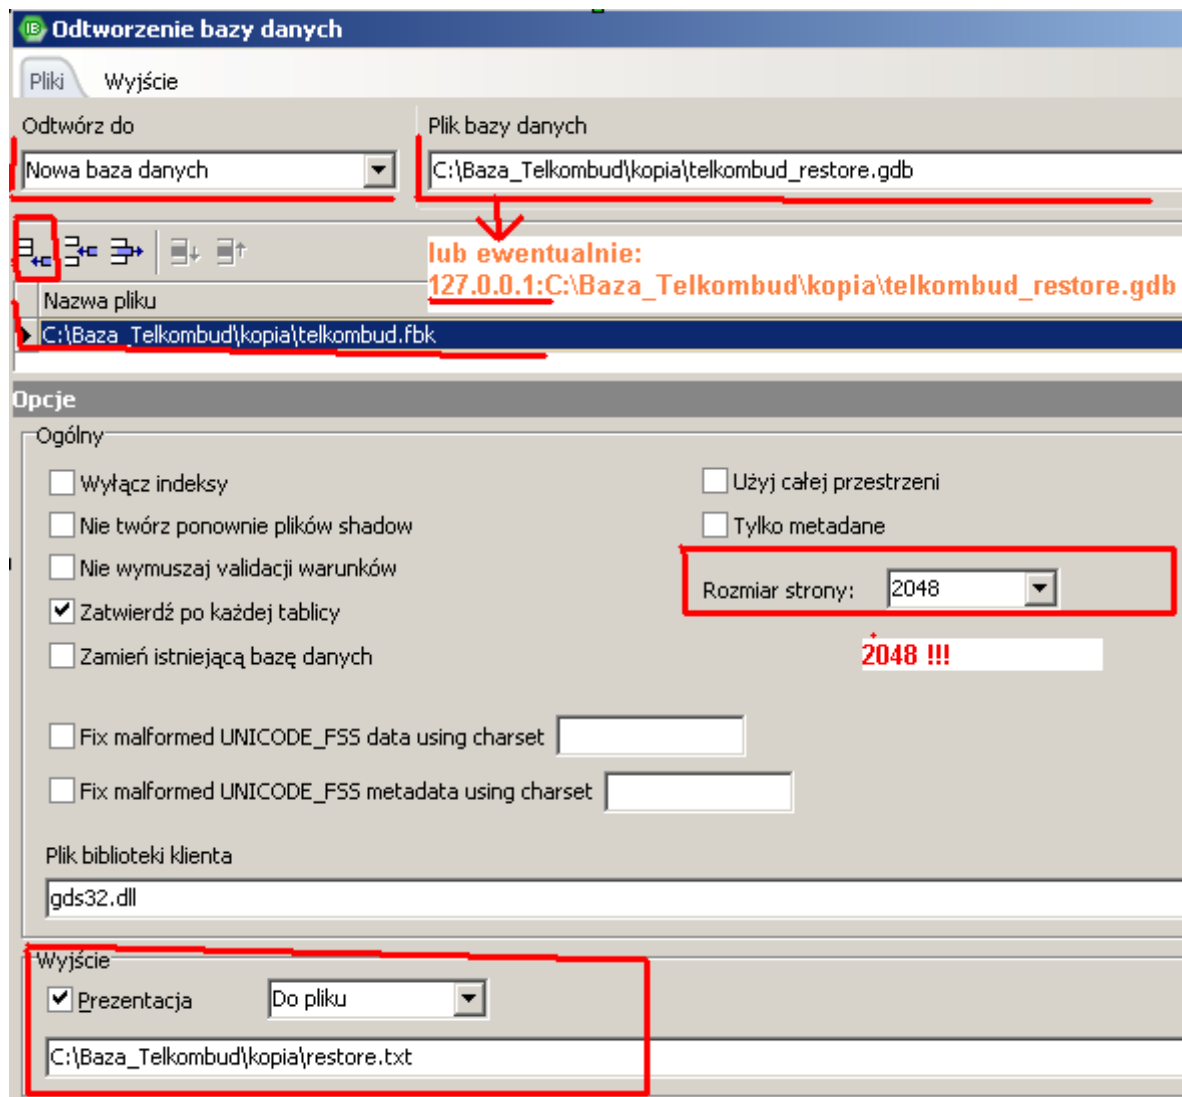 IB Odtworzenie bazy danych
Pliki Wyjście
Odtwórz do Plik bazy danych
Nowa baza danych C:\Baza_Telkombud\kopia\telkombud_restore.gdb
lub ewentualnie:
127.0.0.1:C:\Baza_Telkombud\kopia\telkombud_restore.gdb
Nazwa pliku
C:\Baza_Telkombud\kopia\telkombud.fbk
Opcje
Ogólny
Wyłącz indeksy Użyj całej przestrzeni
Nie twórz ponownie plików shadow Tylko metadane
Nie wymuszaj validacji warunków
Rozmiar strony: 2048
Zatwierdź po każdej tablicy
Zamień istniejącą bazę danych 2048 !!!
Fix malformed UNICODE_FSS data using charset
Fix malformed UNICODE_FSS metadata using charset
Plik biblioteki klienta
gds32.dll
Wyjście
Prezentacja Do pliku
C:\Baza_Telkombud\kopia\restore.txt